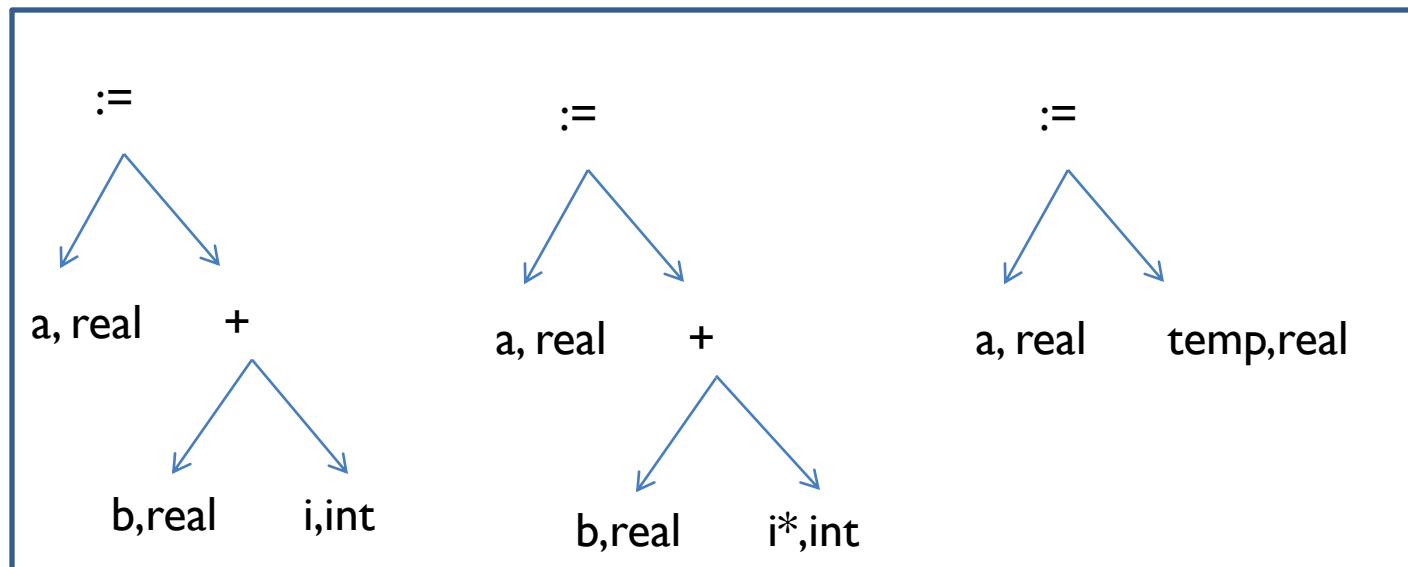 :=
:=
:=
a, real +
a, real +
a, real temp,real
b,real i,int
b,real i*,int